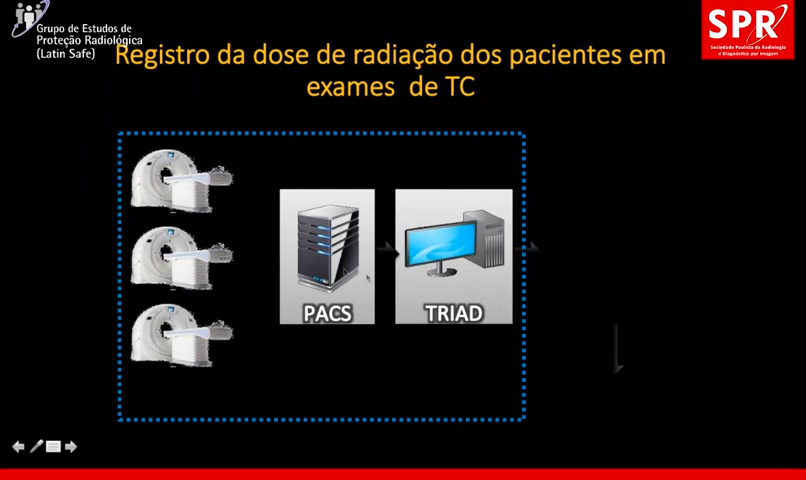 Grupo de Estudos de
Proteção Radiológica
(Latin Safe)
SPR
Sociedade Paulista de Radiologia
e Diagnóstico por Imagem
Registro da dose de radiação dos pacientes em
exames de TC
PACS
TRIAD